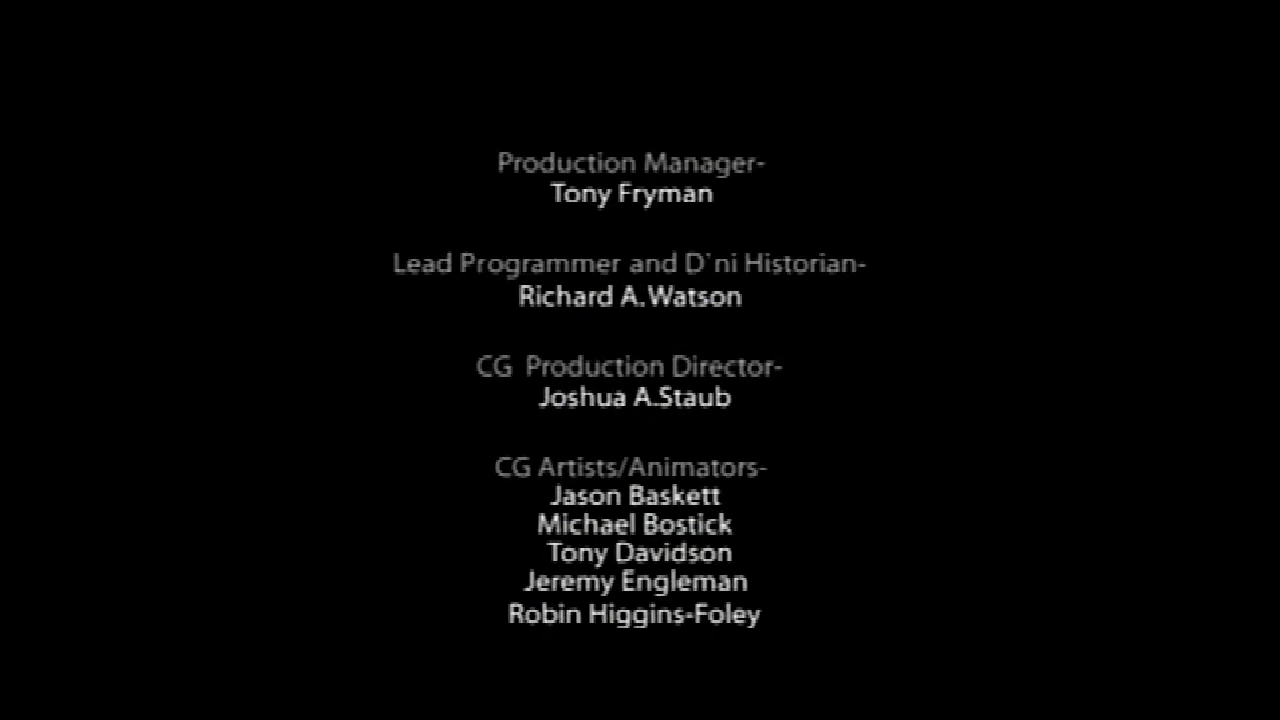 Production Manager-
Tony Fryman
Lead Programmer and D`ni Historian-
Richard A.Watson
CG  Production Director-
Joshua A.Staub
CG Artists/Animators-
Jason Baskett
Michael Bostick
Tony Davidson
Jeremy Engleman
Robin Higgins-Foley